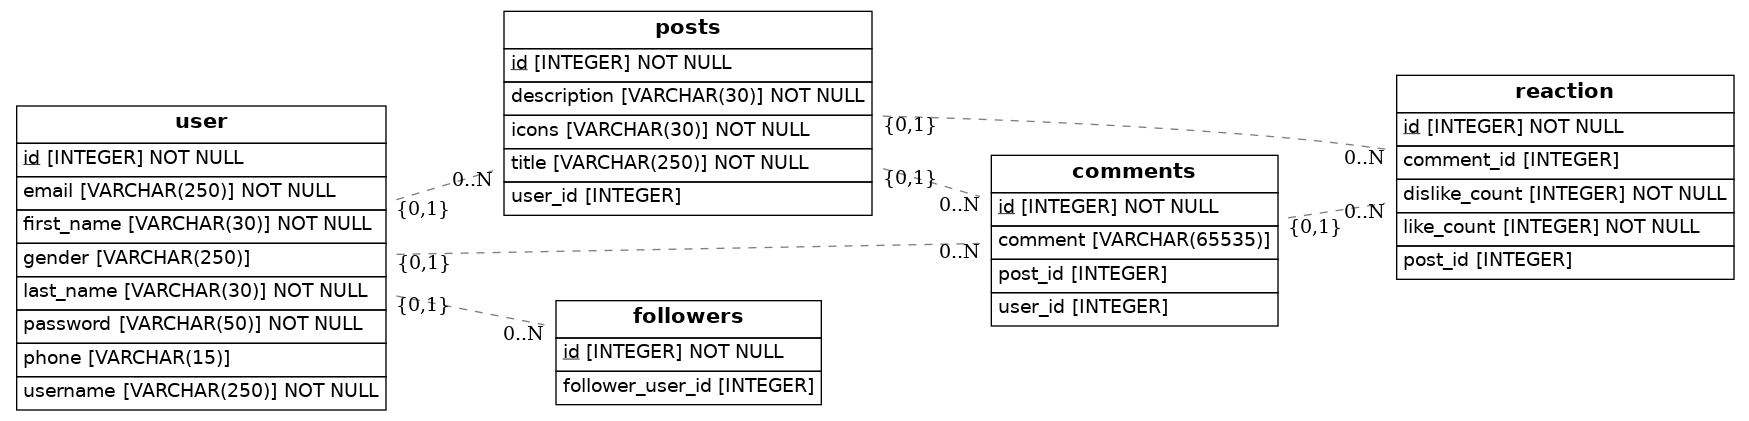 user
id [INTEGER] NOT NULL
email [VARCHAR(250)] NOT NULL
first_name [VARCHAR(30)] NOT NULL
gender [VARCHAR(250)]
last_name [VARCHAR(30)] NOT NULL
password [VARCHAR(50)] NOT NULL
phone [VARCHAR(15)]
username [VARCHAR(250)] NOT NULL
0..N
{0,1}
{0,1}
0..N
{0,1}
0..N
posts
id [INTEGER] NOT NULL
description [VARCHAR(30)] NOT NULL
icons [VARCHAR(30)] NOT NULL
title [VARCHAR(250)] NOT NULL
user_id [INTEGER]
followers
id [INTEGER] NOT NULL
follower_user_id [INTEGER]
{0,1}
0..N
{0,1}
0..N
comments
id [INTEGER] NOT NULL
comment [VARCHAR(65535)]
post_id [INTEGER]
user_id [INTEGER]
{0,1}
0..N
reaction
id [INTEGER] NOT NULL
comment_id [INTEGER]
dislike_count [INTEGER] NOT NULL
like_count [INTEGER] NOT NULL
post_id [INTEGER]